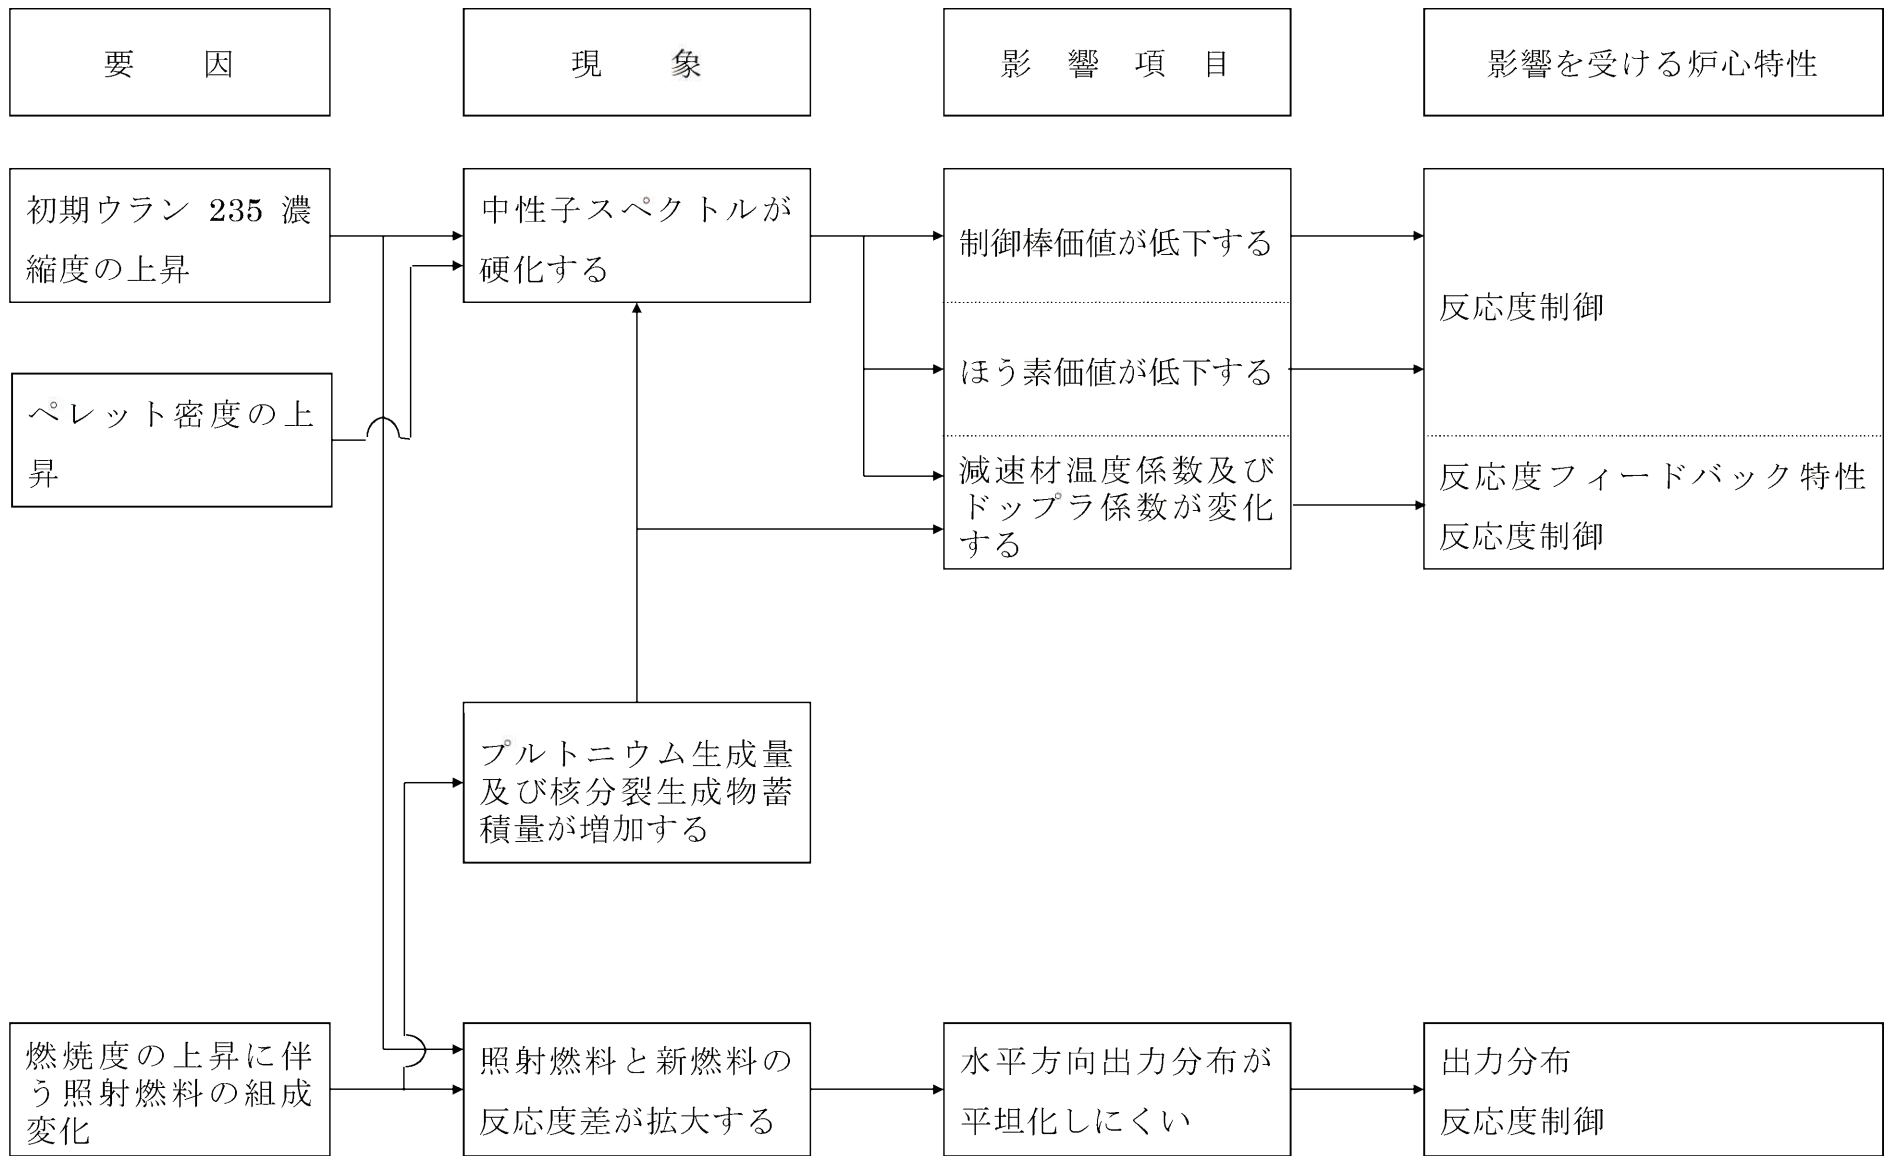 要 因
現 象
影 響 項 目
影響を受ける炉心特性
初期ウラン 235 濃
縮度の上昇
中性子スペクトルが
硬化する
制御棒価値が低下する
反応度制御
ほう素価値が低下する
ペレット密度の上
昇
減速材温度係数及び
ドップラ係数が変化
する
反応度フィードバック特性
反応度制御
プルトニウム生成量
及び核分裂生成物蓄
積量が増加する
燃焼度の上昇に伴
う照射燃料の組成
変化
照射燃料と新燃料の
反応度差が拡大する
水平方向出力分布が
平坦化しにくい
出力分布
反応度制御